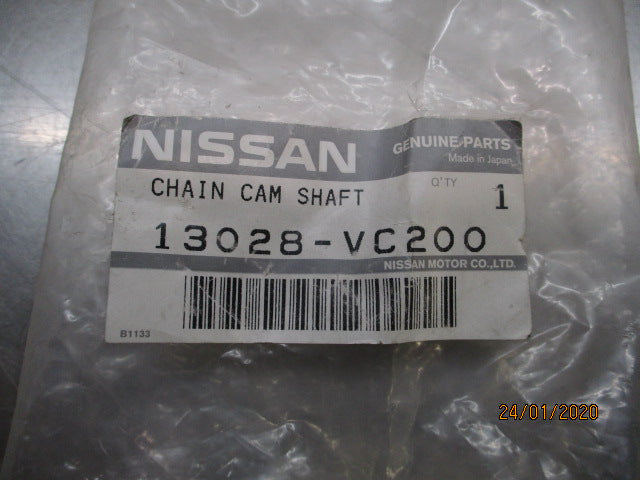 NISSAN
GENUINE PARTS
Made in Japan
CHAIN CAM SHAFT
Q'TY
1
13028-VC200
NISSAN MOTOR CO.,LTD.
B1133
24/01/2020